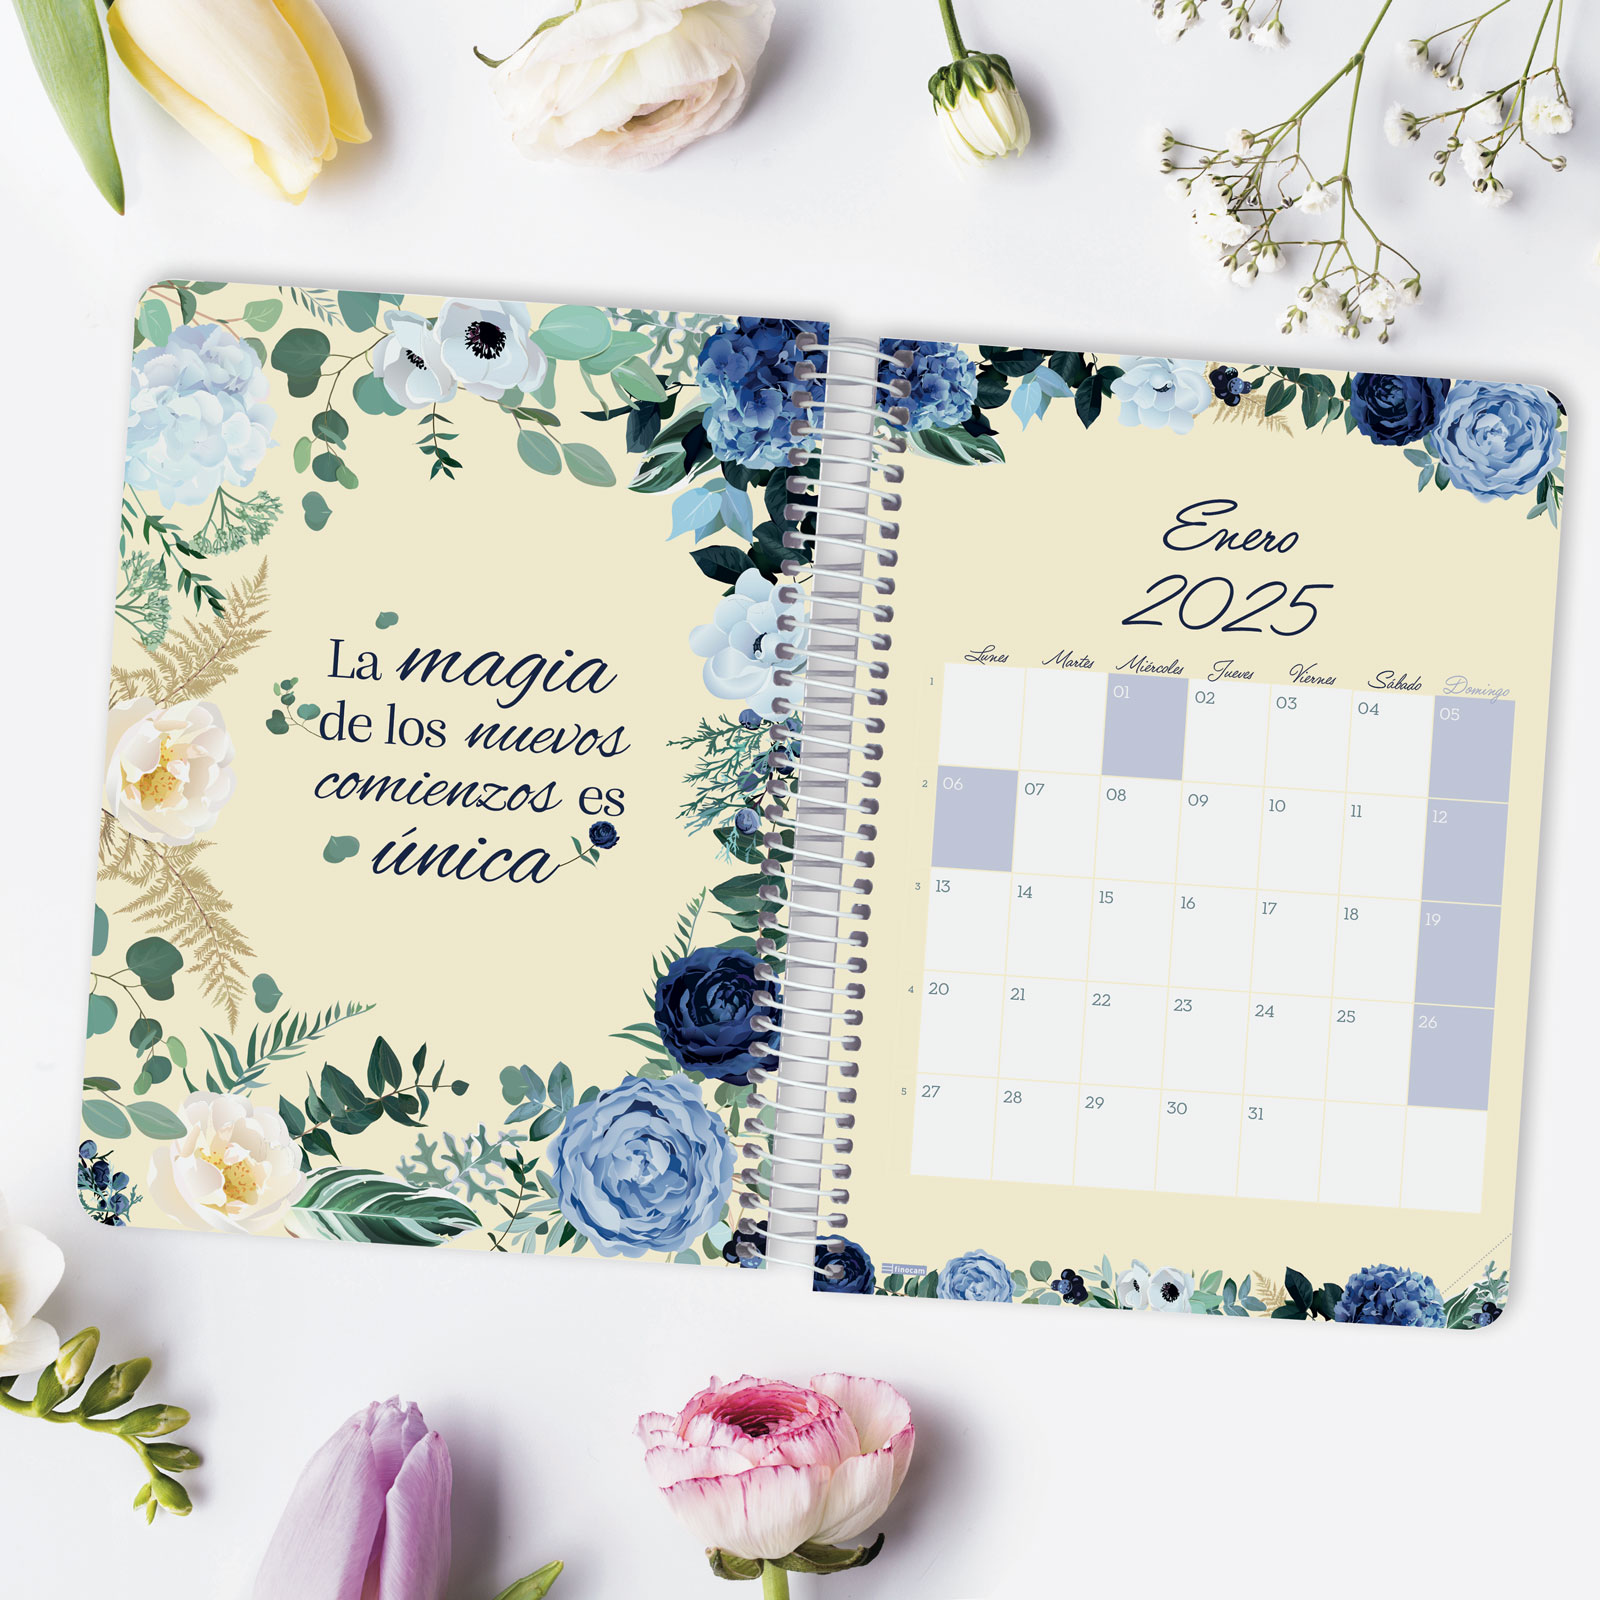 La magia
de los nuevos
comienzos es
única
Enero
2025
Lunes Martes Miércoles Jueves Viernes Sábado Domingo
1 01 02 03 04 05
2 06 07 08 09 10 11 12
3 13 14 15 16 17 18 19
4 20 21 22 23 24 25 26
5 27 28 29 30 31
finocam